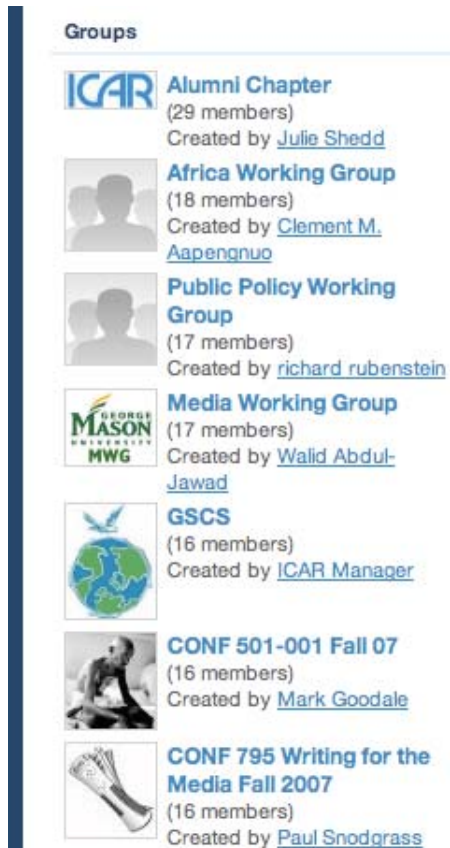 Groups
ICAR
Alumni Chapter
(29 members)
Created by Julie Shedd
Africa Working Group
(18 members)
Created by Clement M.
Aapengnuo
Public Policy Working
Group
(17 members)
Created by richard rubenstein
GEORGE
MASON
UNIVERSITY
MWG
Media Working Group
(17 members)
Created by Walid Abdul-
Jawad
GSCS
(16 members)
Created by ICAR Manager
CONF 501-001 Fall 07
(16 members)
Created by Mark Goodale
CONF 795 Writing for the
Media Fall 2007
(16 members)
Created by Paul Snodgrass